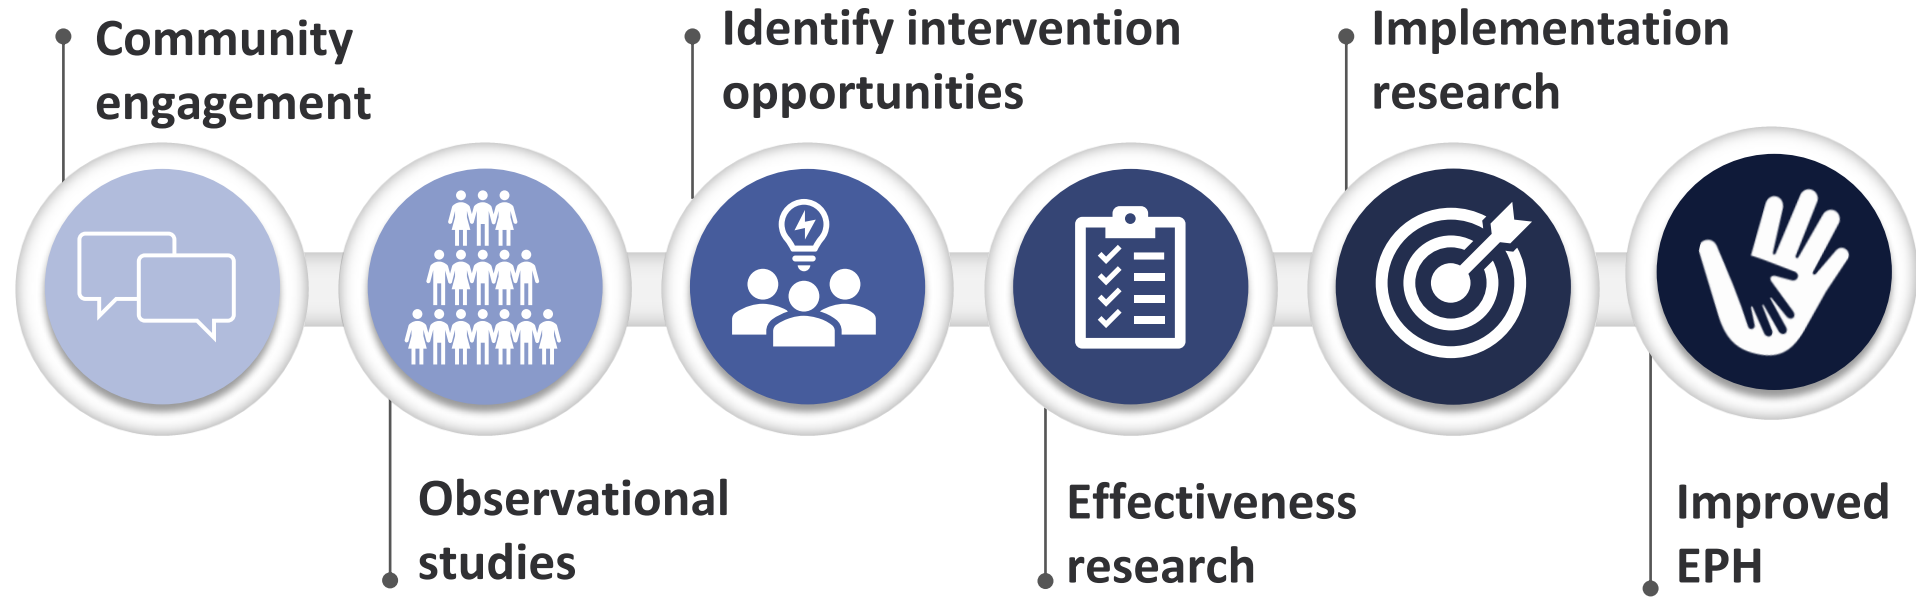 Community
engagement
Observational
studies
Identify intervention
opportunities
Effectiveness
research
Implementation
research
Improved
EPH